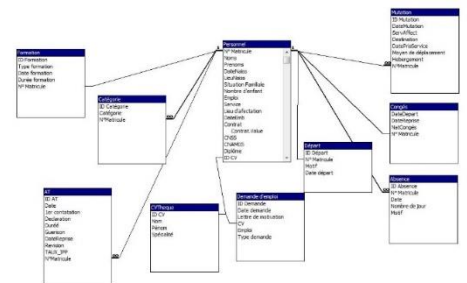 Formation
ID Formation
Type formation
Date formation
Durée formation
N° Matricule
Catégorie
ID Catégorie
Catégorie
N°Matricule
Personnel
N° Matricule
Noms
Prenoms
DateNaiss
LieuNaiss
Situation Familiale
Nombre d'enfant
Emploi
Service
Lieu d'affectation
DateEmb
Contrat
Contrat.Value
CNSS
CNAMGS
Diplôme
ID CV
Mutation
ID Mutation
DateMutation
ServAffect
Destination
DatePriseService
Moyen de déplacement
Hébergement
N°Matricule
Congés
DateDepart
DateReprise
NatCongés
N° Matricule
Départ
ID Départ
N° Matricule
Motif
Date départ
Absence
ID Absence
N° Matricule
Date
Nombre de jour
Motif
AT
ID AT
Date
1er constatation
Declaration
Durée
Guerison
DateReprise
Revision
TAUX_IPP
N°Matricule
CVTheque
ID CV
Nom
Prénom
Spécialité
Demande d'emploi
ID Demande
Date demande
Lettre de motivation
CV
Emploi
Type demande